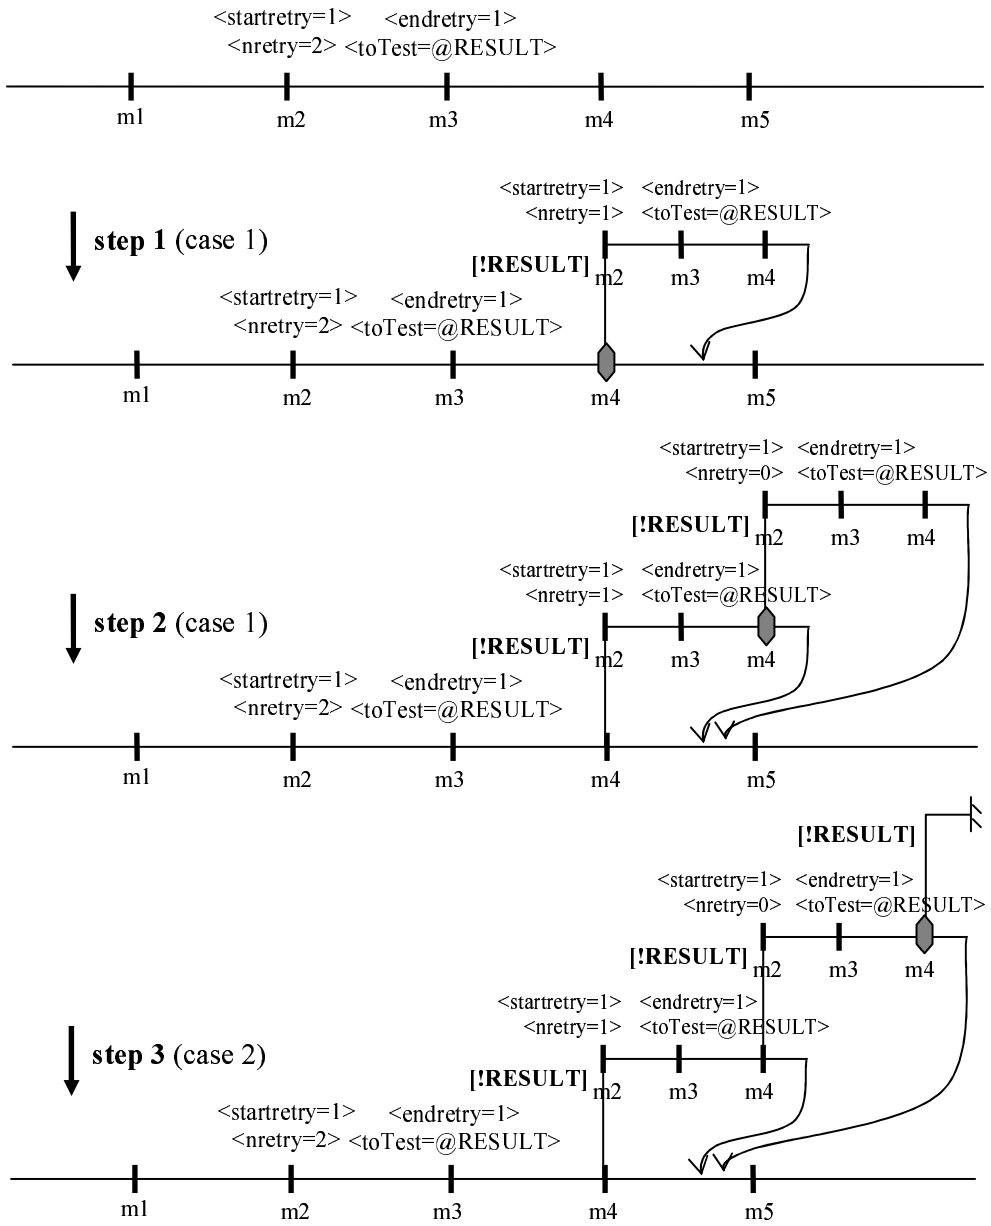 <startretry=1> <endretry=1>
<nretry=2> <toTest=@RESULT>
m1 m2 m3 m4 m5
<startretry=1> <endretry=1>
<nretry=1> <toTest=@RESULT>
step 1 (case 1)
[!RESULT] m2 m3 m4
<startretry=1> <endretry=1>
<nretry=2> <toTest=@RESULT>
m1 m2 m3 m4 m5
<startretry=1> <endretry=1>
<nretry=0> <toTest=@RESULT>
[!RESULT] m2 m3 m4
<startretry=1> <endretry=1>
<nretry=1> <toTest=@RESULT>
step 2 (case 1)
[!RESULT] m2 m3 m4
<startretry=1> <endretry=1>
<nretry=2> <toTest=@RESULT>
m1 m2 m3 m4 m5
[!RESULT]
<startretry=1> <endretry=1>
<nretry=0> <toTest=@RESULT>
[!RESULT] m2 m3 m4
<startretry=1> <endretry=1>
<nretry=1> <toTest=@RESULT>
step 3 (case 2)
[!RESULT] m2 m3 m4
<startretry=1> <endretry=1>
<nretry=2> <toTest=@RESULT>
m1 m2 m3 m4 m5